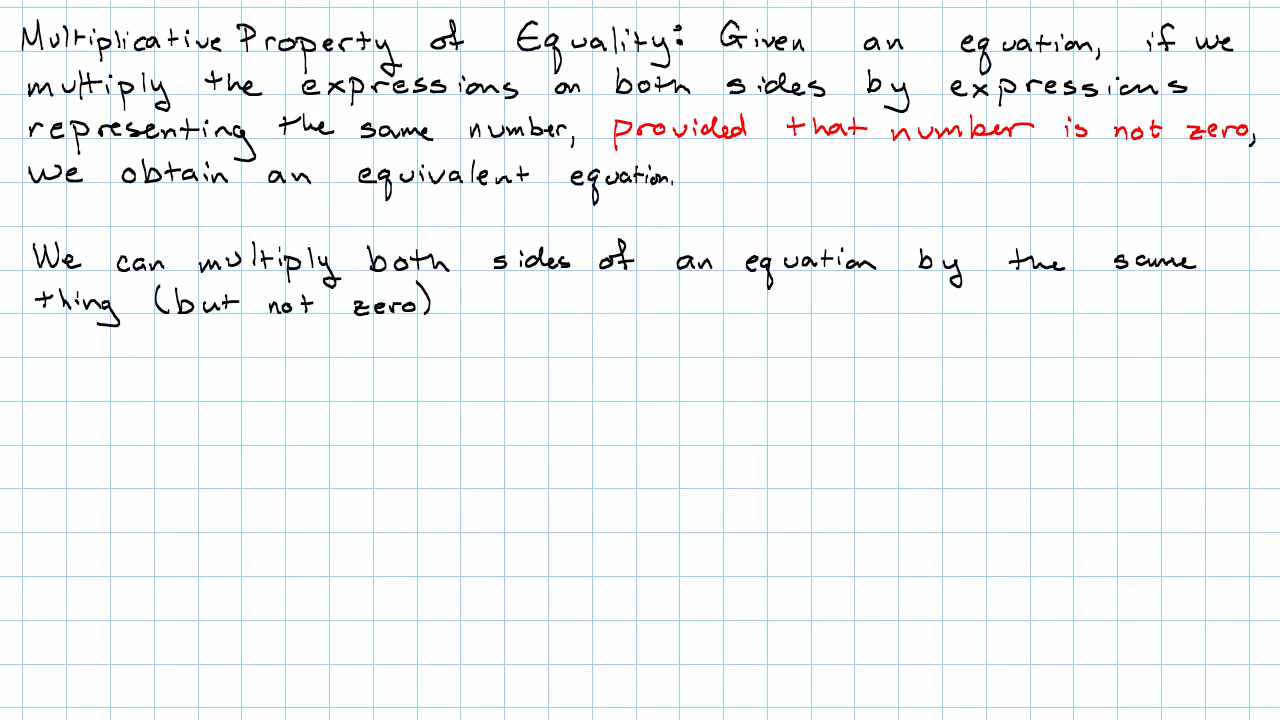 Multiplicative Property of Equality: Given an equation, if we
multiply the expressions on both sides by expressions
representing the same number, provided that number is not zero,
we obtain an equivalent equation.
We can multiply both sides of an equation by the same
thing (but not zero)